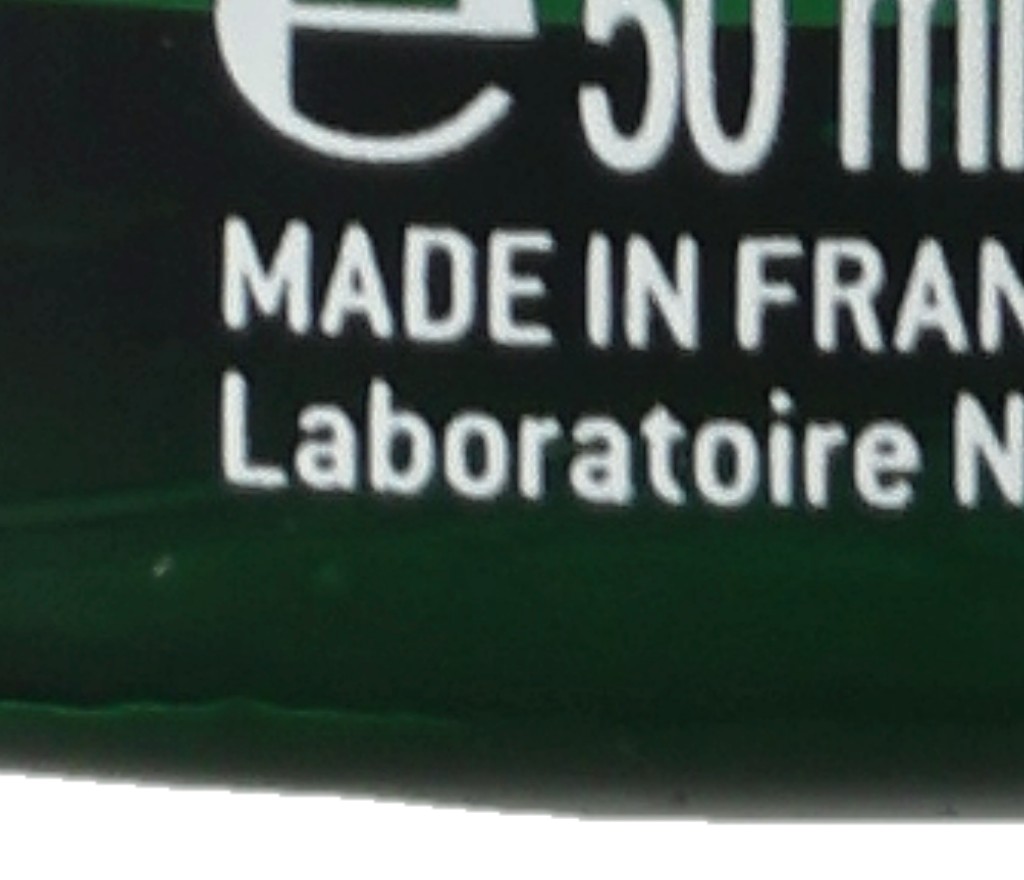 ℮ 50 ml
MADE IN FRAN
Laboratoire N